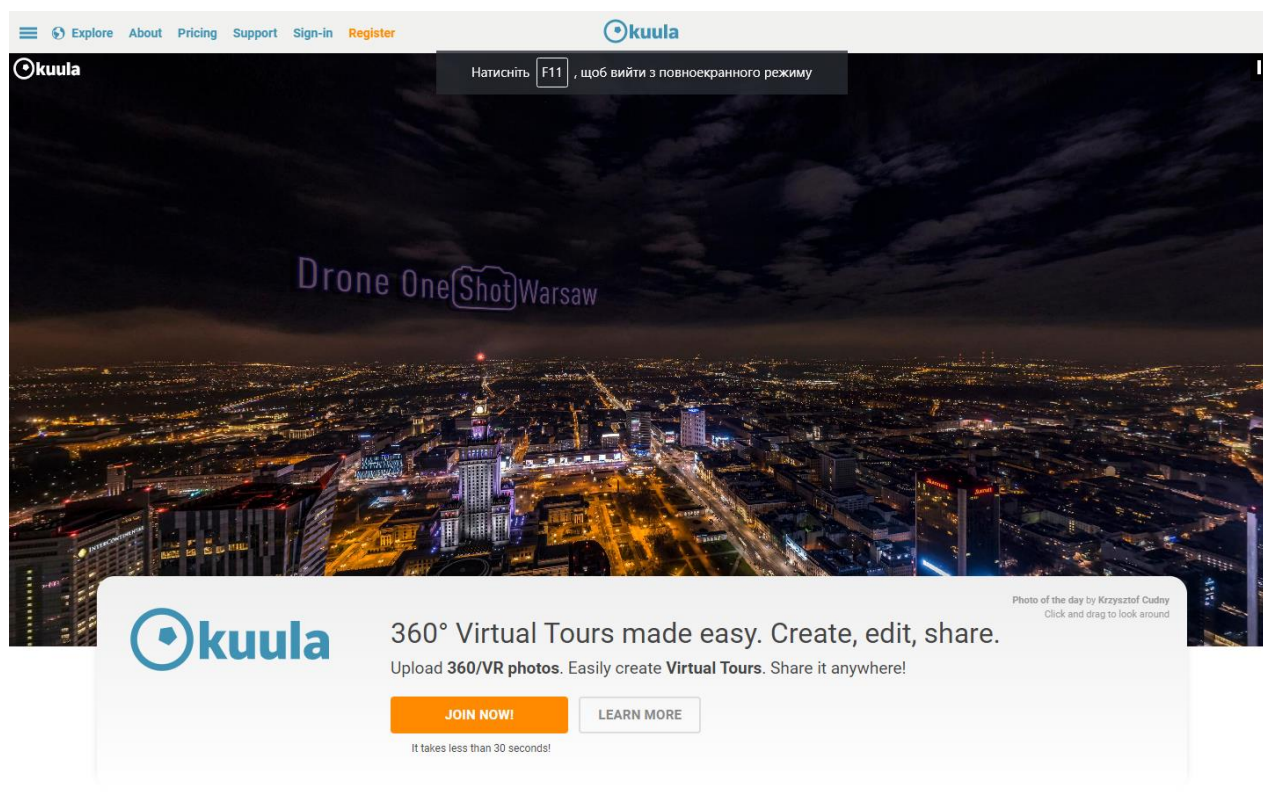 Explore About Pricing Support Sign-in Register kuula
kuula
Натисніть F11 , щоб вийти з повноекранного режиму
Drone One Shot Warsaw
INTERCONTINENTAL
Marriott Marriott
Photo of the day by Krzysztof Cudny
Click and drag to look around
kuula
360° Virtual Tours made easy. Create, edit, share.
Upload 360/VR photos. Easily create Virtual Tours. Share it anywhere!
JOIN NOW! LEARN MORE
It takes less than 30 seconds!